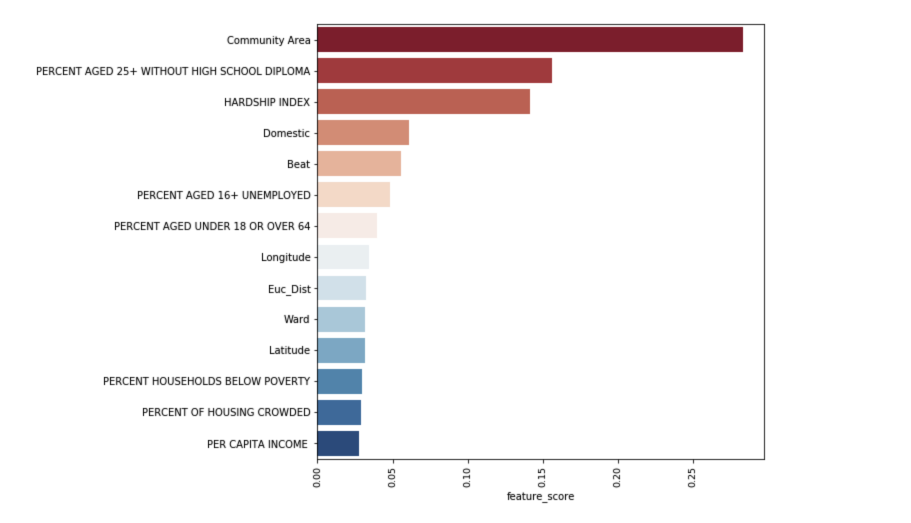 Community Area
PERCENT AGED 25+ WITHOUT HIGH SCHOOL DIPLOMA
HARDSHIP INDEX
Domestic
Beat
PERCENT AGED 16+ UNEMPLOYED
PERCENT AGED UNDER 18 OR OVER 64
Longitude
Euc_Dist
Ward
Latitude
PERCENT HOUSEHOLDS BELOW POVERTY
PERCENT OF HOUSING CROWDED
PER CAPITA INCOME
0.00 0.05 0.10 0.15 0.20 0.25
feature_score